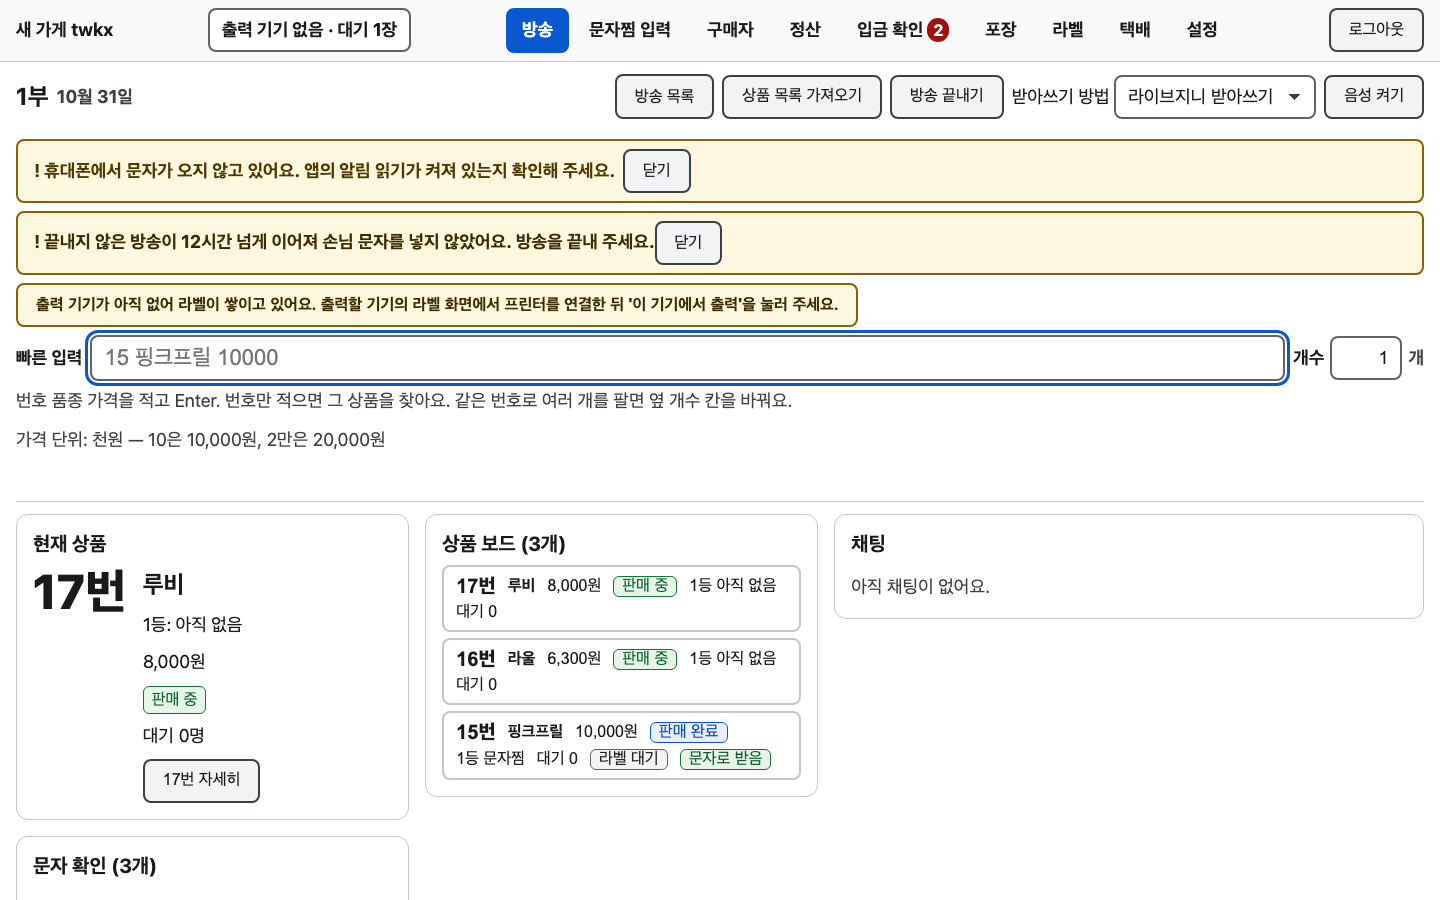 새 가게 twkx
출력 기기 없음 · 대기 1장
방송 문자찜 입력 구매자 정산 입금 확인 2 포장 라벨 택배 설정
로그아웃
1부 10월 31일
방송 목록 상품 목록 가져오기 방송 끝내기 받아쓰기 방법 라이브지니 받아쓰기 음성 켜기
! 휴대폰에서 문자가 오지 않고 있어요. 앱의 알림 읽기가 켜져 있는지 확인해 주세요. 닫기
! 끝내지 않은 방송이 12시간 넘게 이어져 손님 문자를 넣지 않았어요. 방송을 끝내 주세요. 닫기
출력 기기가 아직 없어 라벨이 쌓이고 있어요. 출력할 기기의 라벨 화면에서 프린터를 연결한 뒤 '이 기기에서 출력'을 눌러 주세요.
빠른 입력 15 핑크프릴 10000 개수 1 개
번호 품종 가격을 적고 Enter. 번호만 적으면 그 상품을 찾아요. 같은 번호로 여러 개를 팔면 옆 개수 칸을 바꿔요.
가격 단위: 천원 — 10은 10,000원, 2만은 20,000원
현재 상품
17번 루비
1등: 아직 없음
8,000원
판매 중
대기 0명
17번 자세히
문자 확인 (3개)
상품 보드 (3개)
17번 루비 8,000원 판매 중 1등 아직 없음
대기 0
16번 라울 6,300원 판매 중 1등 아직 없음
대기 0
15번 핑크프릴 10,000원 판매 완료
1등 문자찜 대기 0 라벨 대기 문자로 받음
채팅
아직 채팅이 없어요.